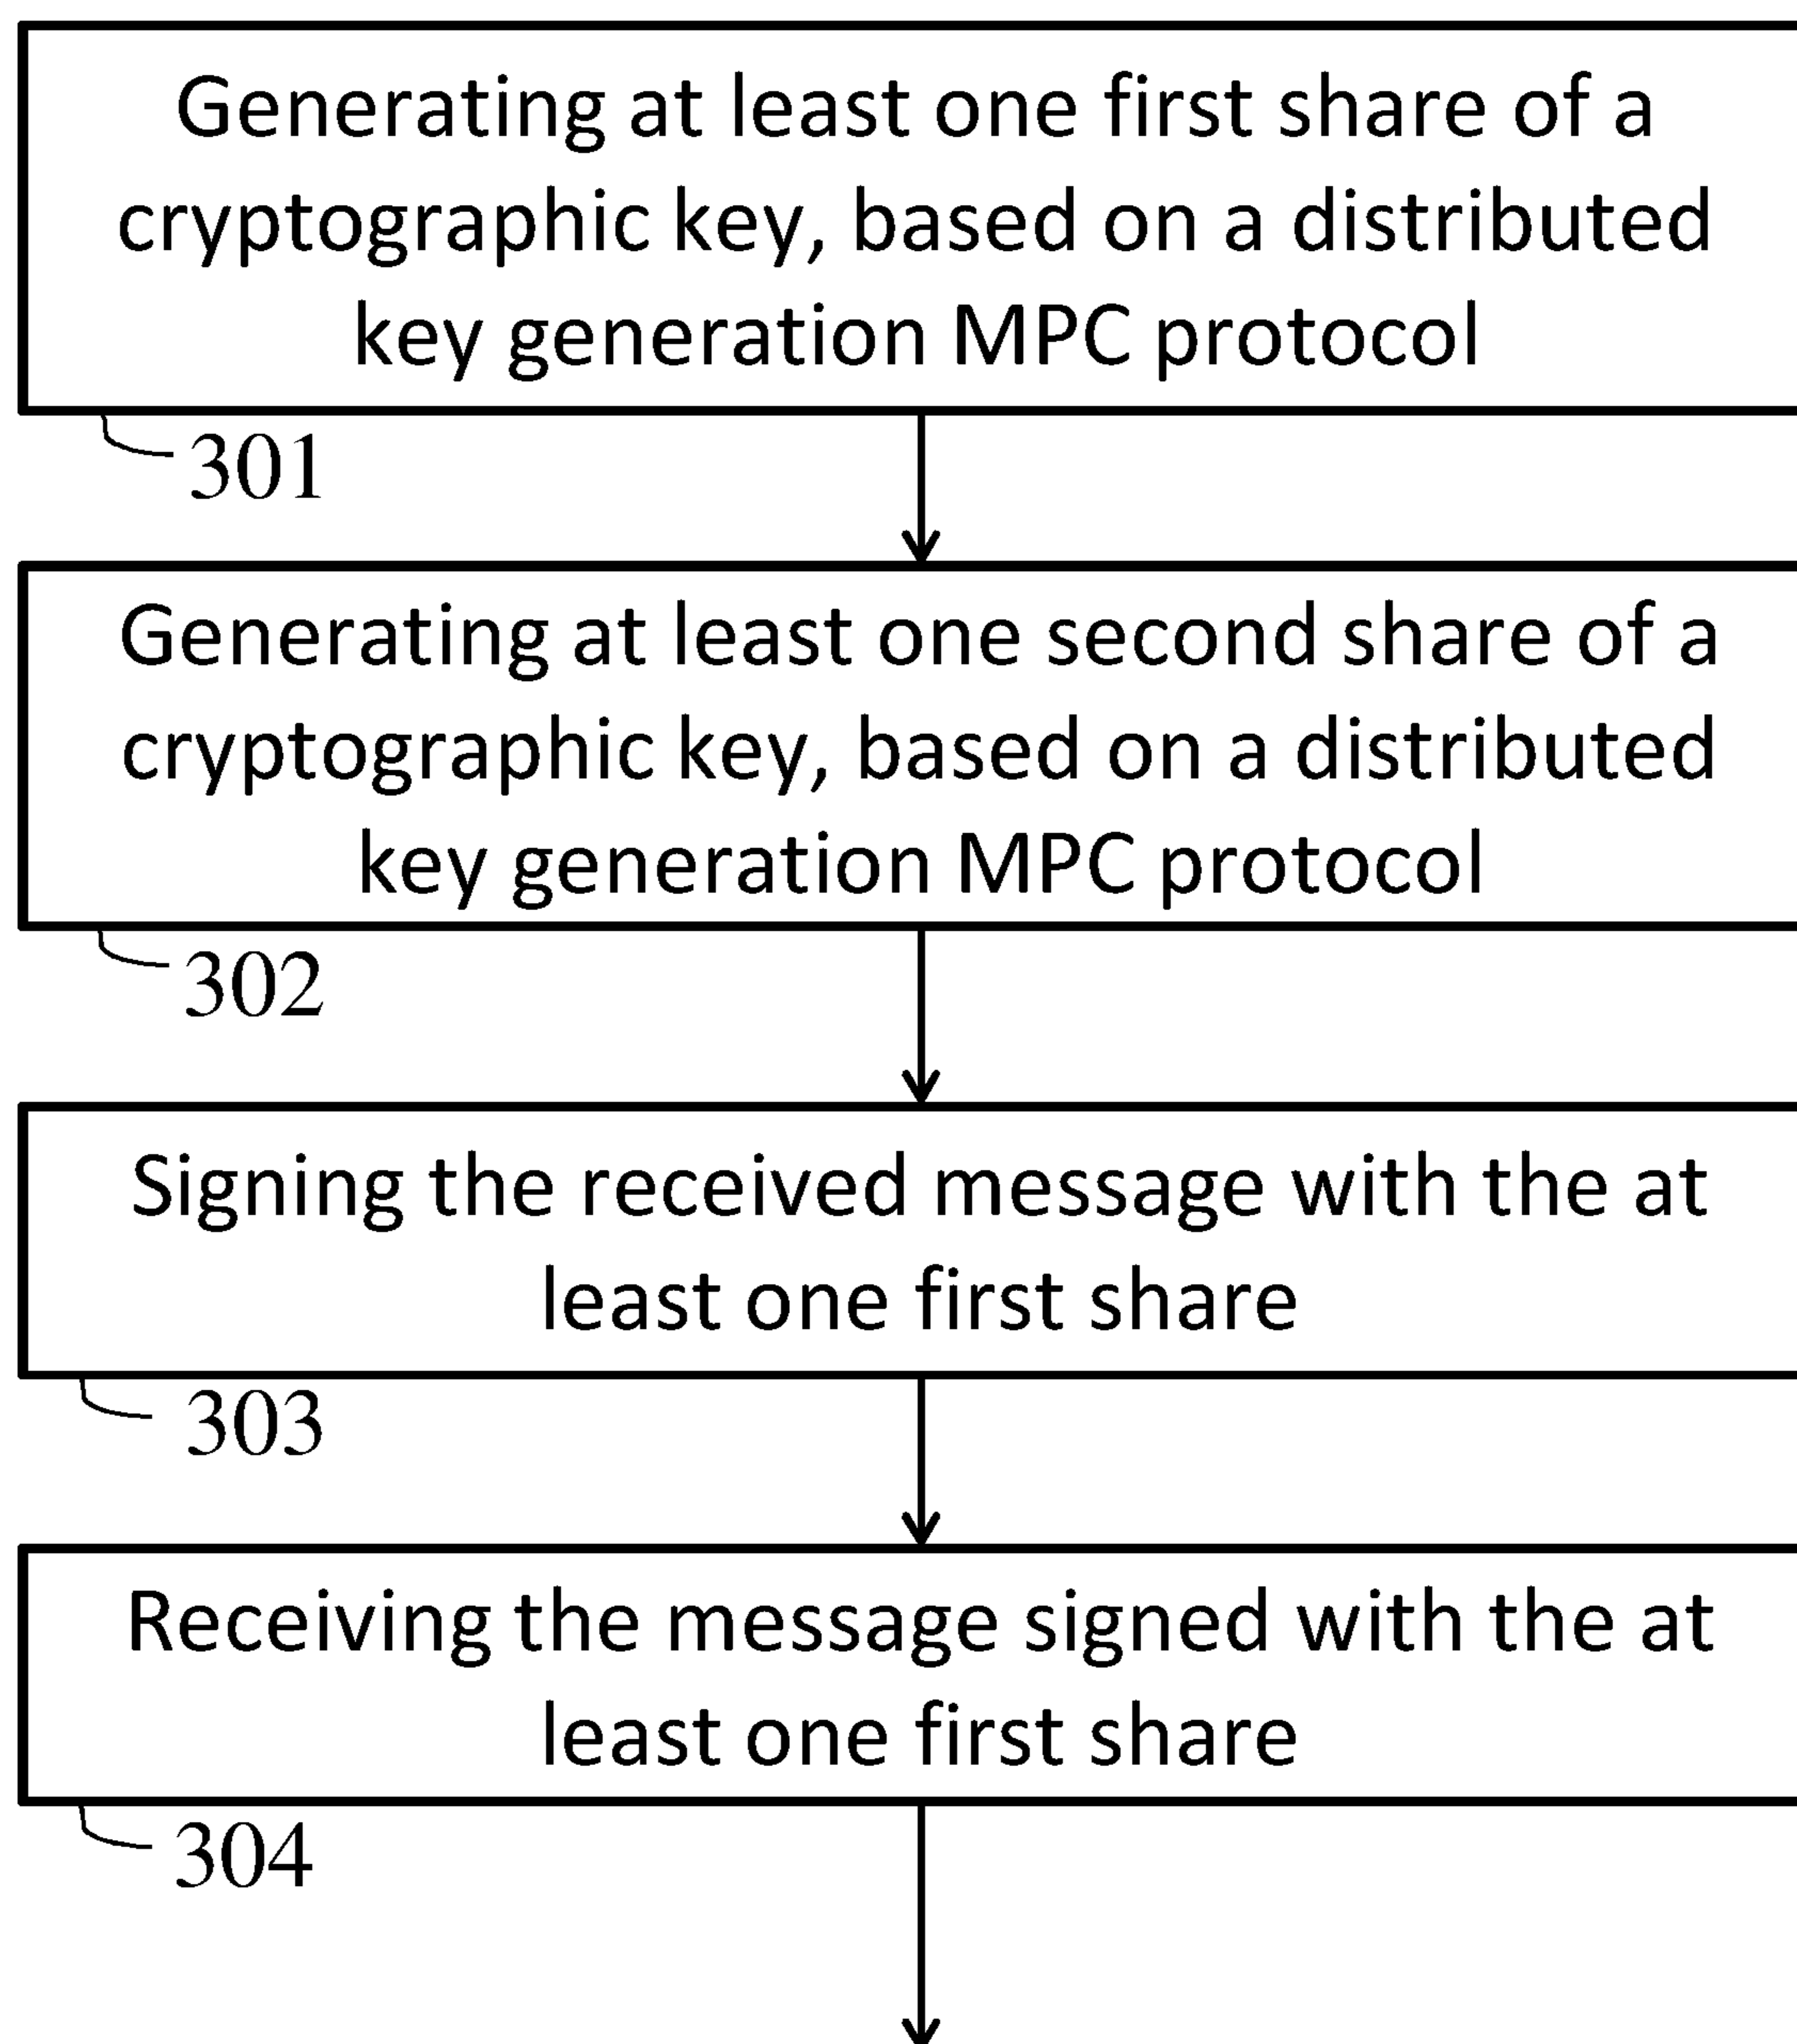 Generating at least one first share of a
cryptographic key, based on a distributed
key generation MPC protocol
301
Generating at least one second share of a
cryptographic key, based on a distributed
key generation MPC protocol
302
Signing the received message with the at
least one first share
303
Receiving the message signed with the at
least one first share
304